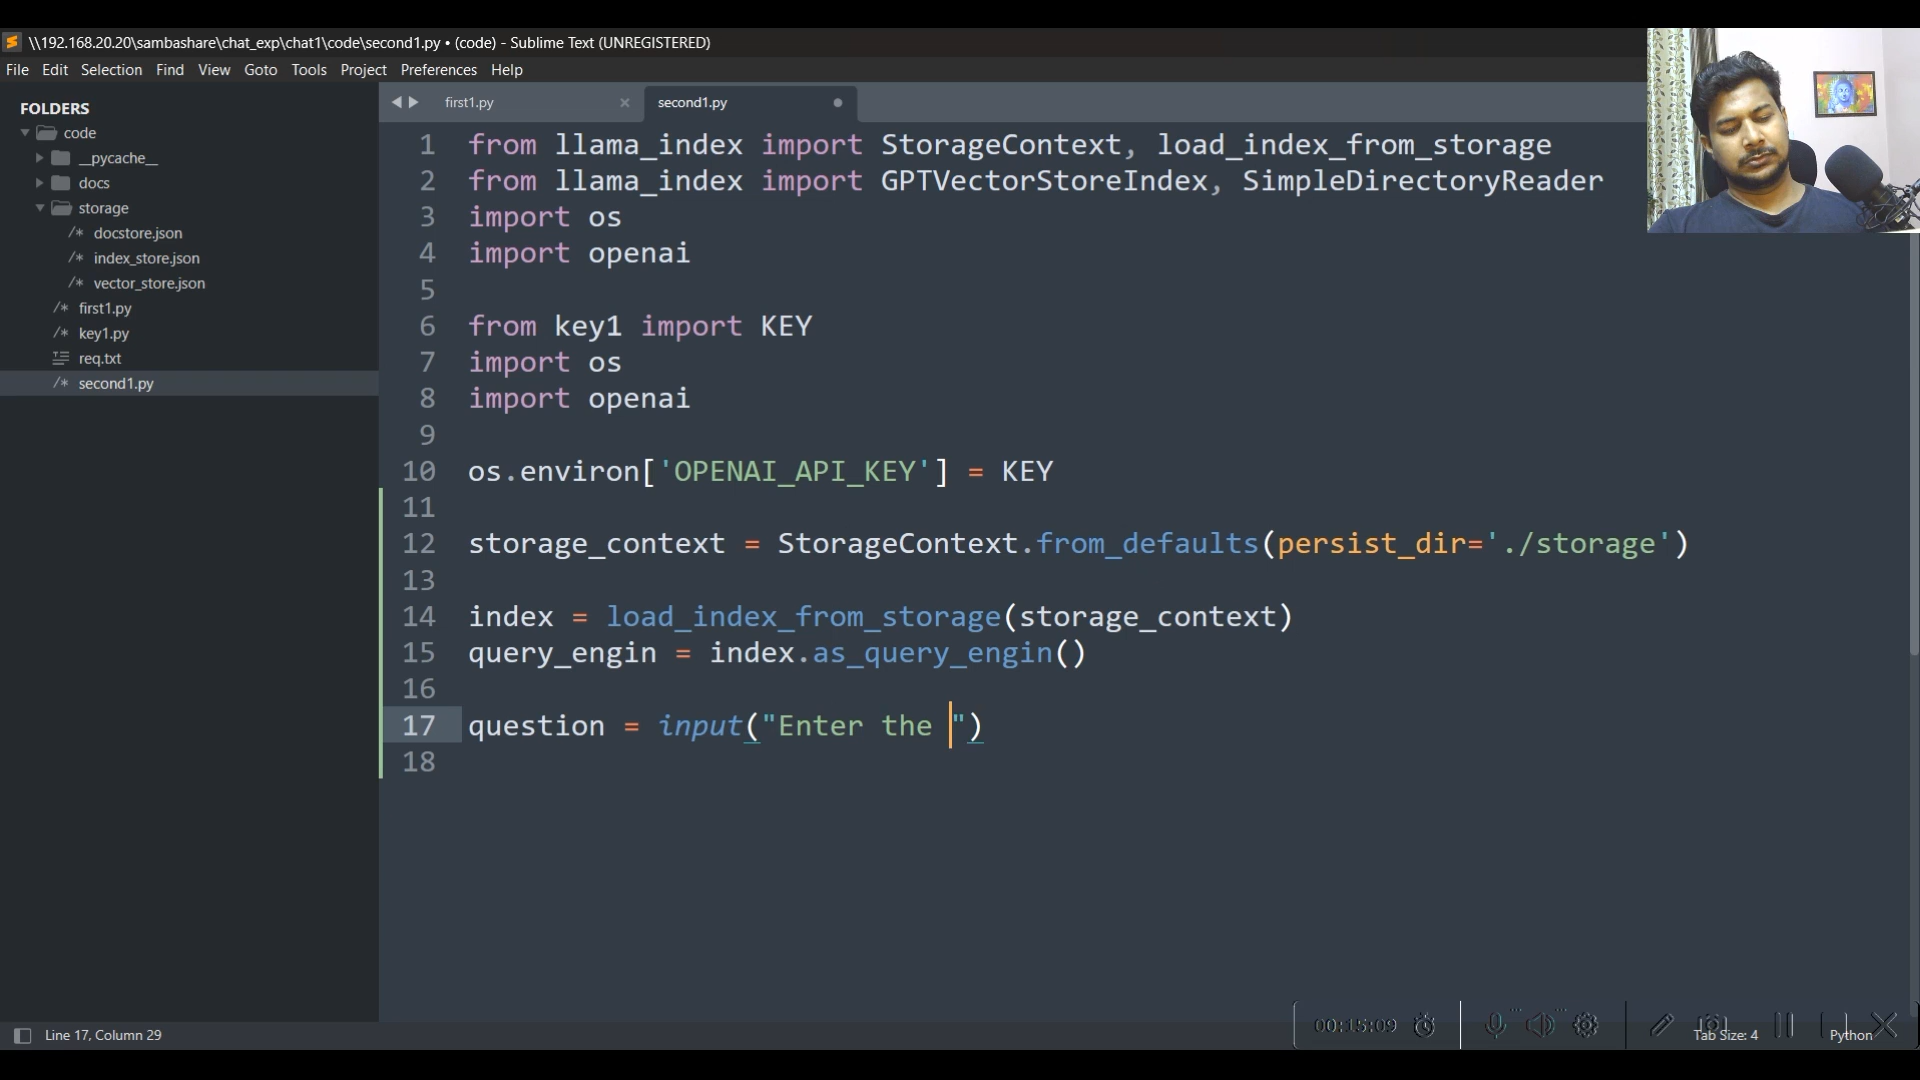 \\192.168.20.20\sambashare\chat_exp\chat1\code\second1.py • (code) - Sublime Text (UNREGISTERED)
File Edit Selection Find View Goto Tools Project Preferences Help
FOLDERS
code
__pycache__
docs
storage
docstore.json
index_store.json
vector_store.json
first1.py
key1.py
req.txt
second1.py
first1.py second1.py
1 from llama_index import StorageContext, load_index_from_storage
2 from llama_index import GPTVectorStoreIndex, SimpleDirectoryReader
3 import os
4 import openai
5
6 from key1 import KEY
7 import os
8 import openai
9
10 os.environ['OPENAI_API_KEY'] = KEY
11
12 storage_context = StorageContext.from_defaults(persist_dir='./storage')
13
14 index = load_index_from_storage(storage_context)
15 query_engin = index.as_query_engin()
16
17 question = input("Enter the ")
18
00:15:09
Line 17, Column 29 Tab Size: 4 Python